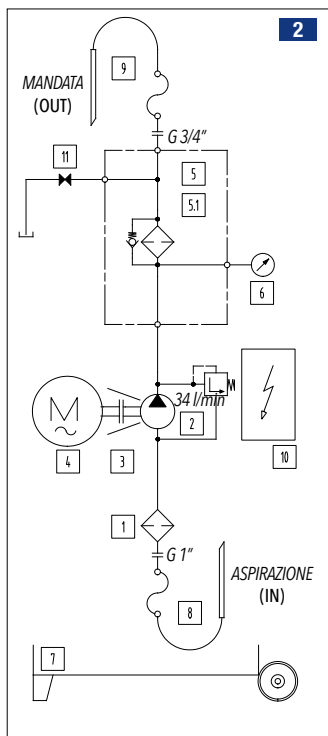 2
9
MANDATA
(OUT)
G 3/4"
11
5
5.1
6
34 l/min
2
M
4
3
10
1
G 1"
ASPIRAZIONE
(IN)
8
7